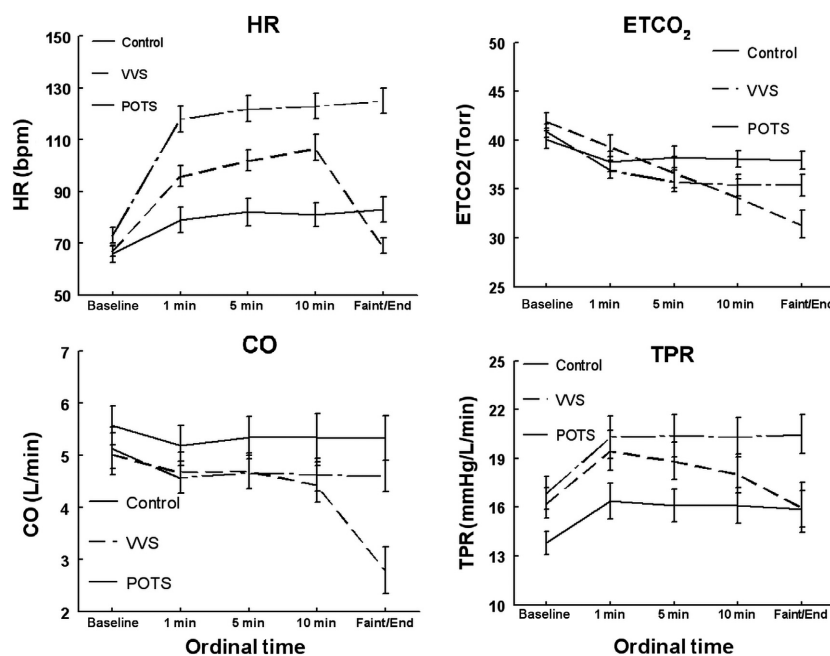 HR
HR (bpm)
150
130
110
90
70
50
Control
VVS
POTS
Baseline 1 min 5 min 10 min Faint/End
ETCO₂
ETCO2 (Torr)
50
45
40
35
30
25
Control
VVS
POTS
Baseline 1 min 5 min 10 min Faint/End
CO
CO (L/min)
7
6
5
4
3
2
Control
VVS
POTS
Baseline 1 min 5 min 10 min Faint/End
Ordinal time
TPR
TPR (mmHg/L/min)
25
22
19
16
13
10
Control
VVS
POTS
Baseline 1 min 5 min 10 min Faint/End
Ordinal time